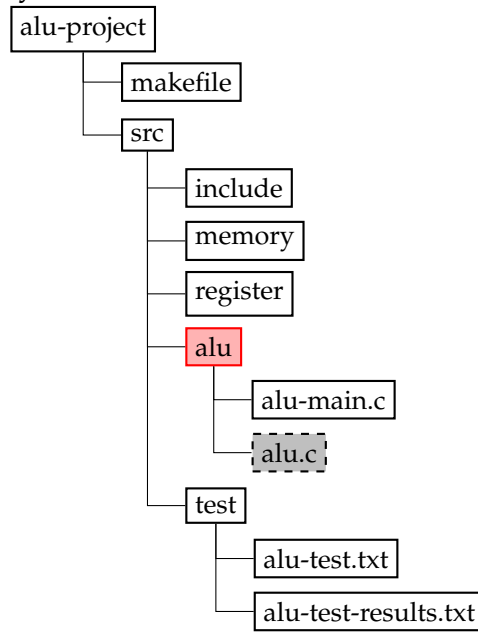 alu-project
makefile
src
include
memory
register
alu
alu-main.c
alu.c
test
alu-test.txt
alu-test-results.txt